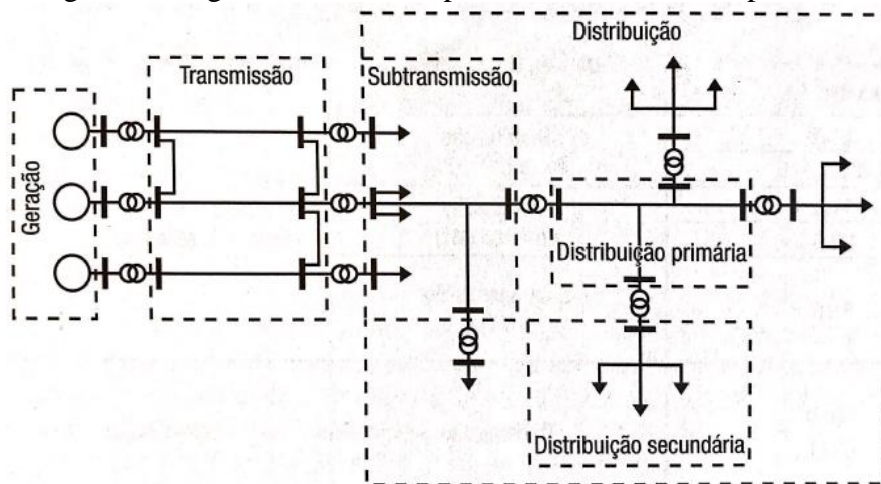 Distribuição
Transmissão
Subtransmissão
Geração
Distribuição primária
Distribuição secundária